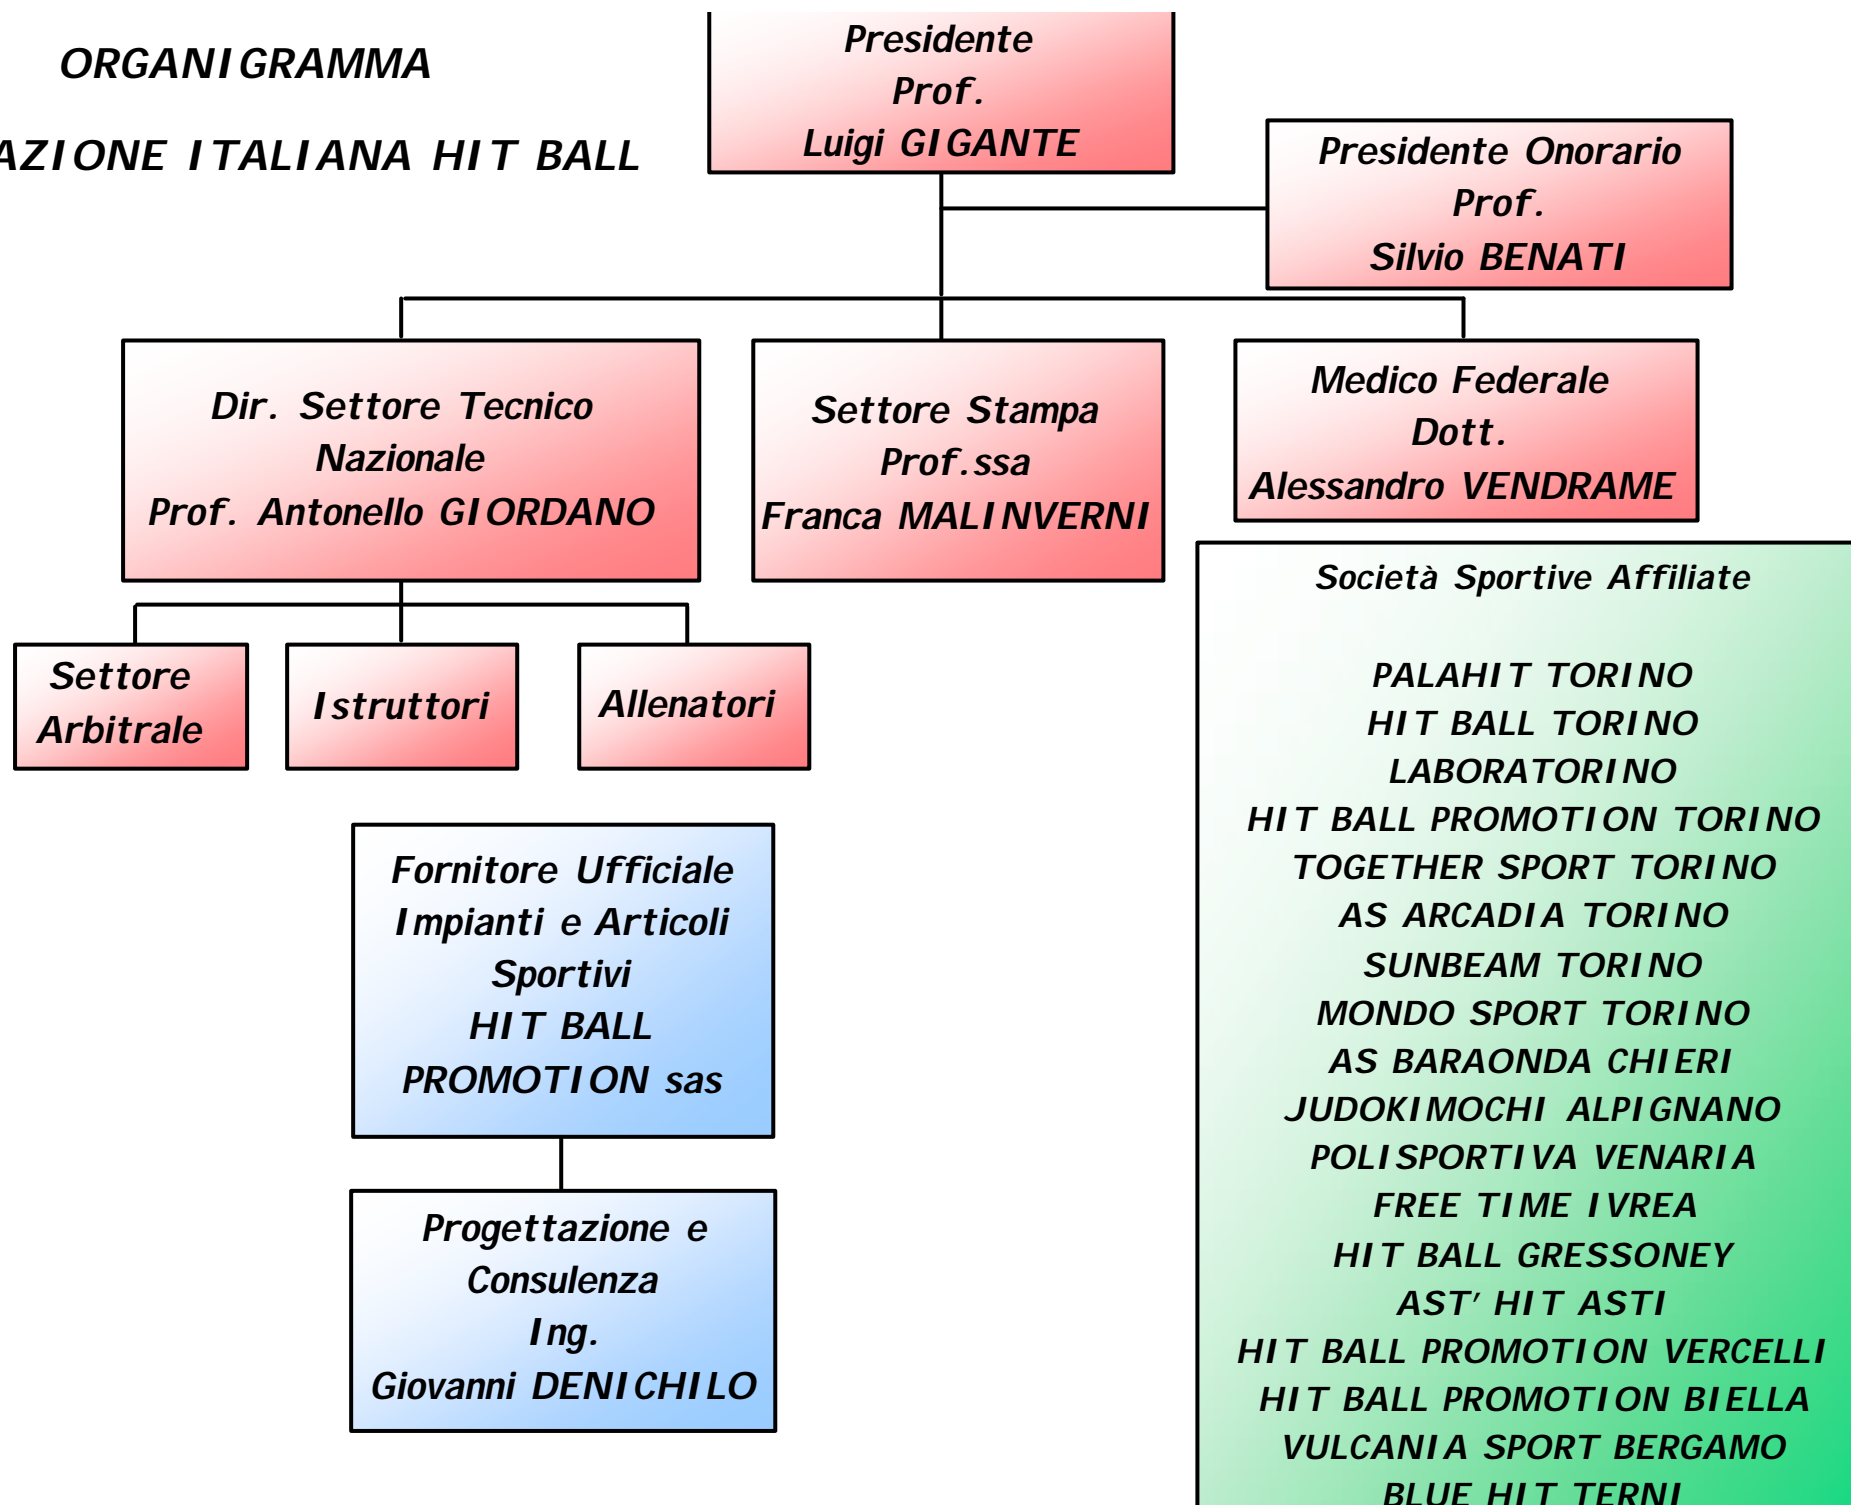 ORGANIGRAMMA
AZIONE ITALIANA HIT BALL
Presidente
Prof.
Luigi GIGANTE
Presidente Onorario
Prof.
Silvio BENATI
Dir. Settore Tecnico
Nazionale
Prof. Antonello GIORDANO
Settore Stampa
Prof.ssa
Franca MALINVERNI
Medico Federale
Dott.
Alessandro VENDRAME
Settore
Arbitrale
Istruttori
Allenatori
Fornitore Ufficiale
Impianti e Articoli
Sportivi
HIT BALL
PROMOTION sas
Progettazione e
Consulenza
Ing.
Giovanni DENICHILO
Società Sportive Affiliate
PALAHIT TORINO
HIT BALL TORINO
LABORATORINO
HIT BALL PROMOTION TORINO
TOGETHER SPORT TORINO
AS ARCADIA TORINO
SUNBEAM TORINO
MONDO SPORT TORINO
AS BARAONDA CHIERI
JUDOKIMOCHI ALPIGNANO
POLISPORTIVA VENARIA
FREE TIME IVREA
HIT BALL GRESSONEY
AST' HIT ASTI
HIT BALL PROMOTION VERCELLI
HIT BALL PROMOTION BIELLA
VULCANIA SPORT BERGAMO
BLUE HIT TERNI